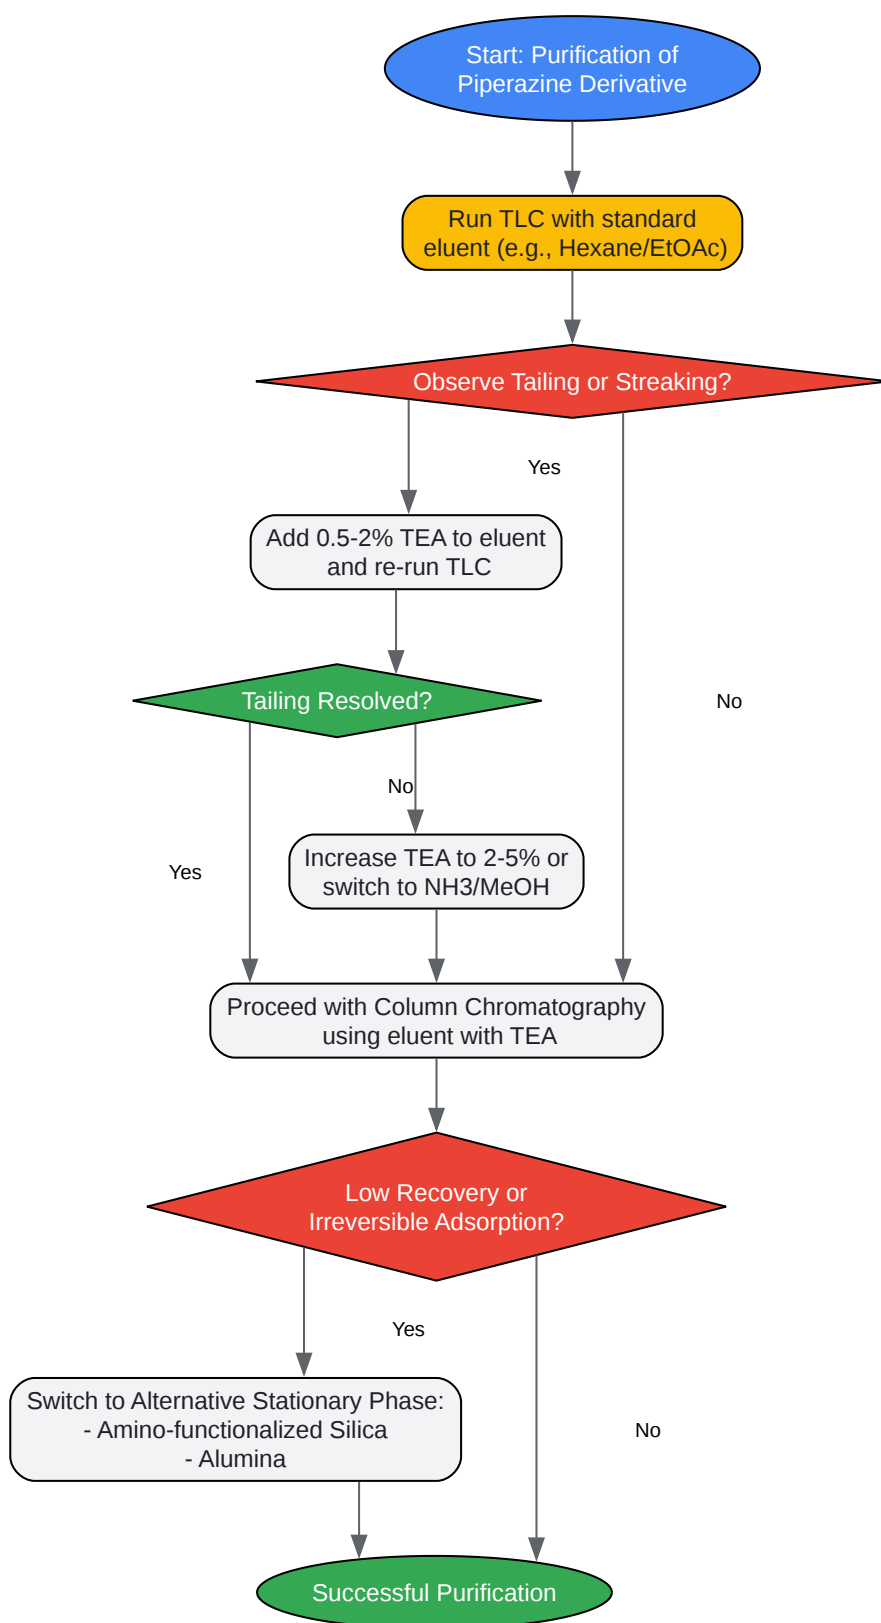 Start: Purification of
Piperazine Derivative
Run TLC with standard
eluent (e.g., Hexane/EtOAc)
Observe Tailing or Streaking?
Yes
Add 0.5-2% TEA to eluent
and re-run TLC
Tailing Resolved?
No
No
Increase TEA to 2-5% or
switch to NH3/MeOH
Yes
Proceed with Column Chromatography
using eluent with TEA
Low Recovery or
Irreversible Adsorption?
Yes
Switch to Alternative Stationary Phase:
- Amino-functionalized Silica
- Alumina
No
Successful Purification